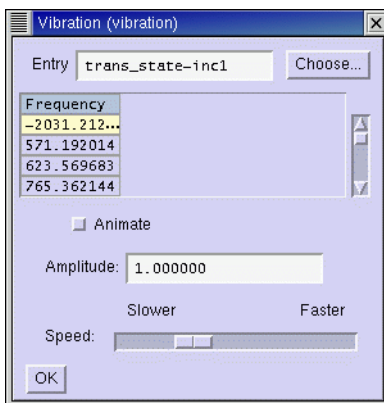 Vibration (vibration)
Entry trans_state-inc1 Choose...
Frequency
-2031.212...
571.192014
623.569683
765.362144
Animate
Amplitude: 1.000000
Slower Faster
Speed:
OK